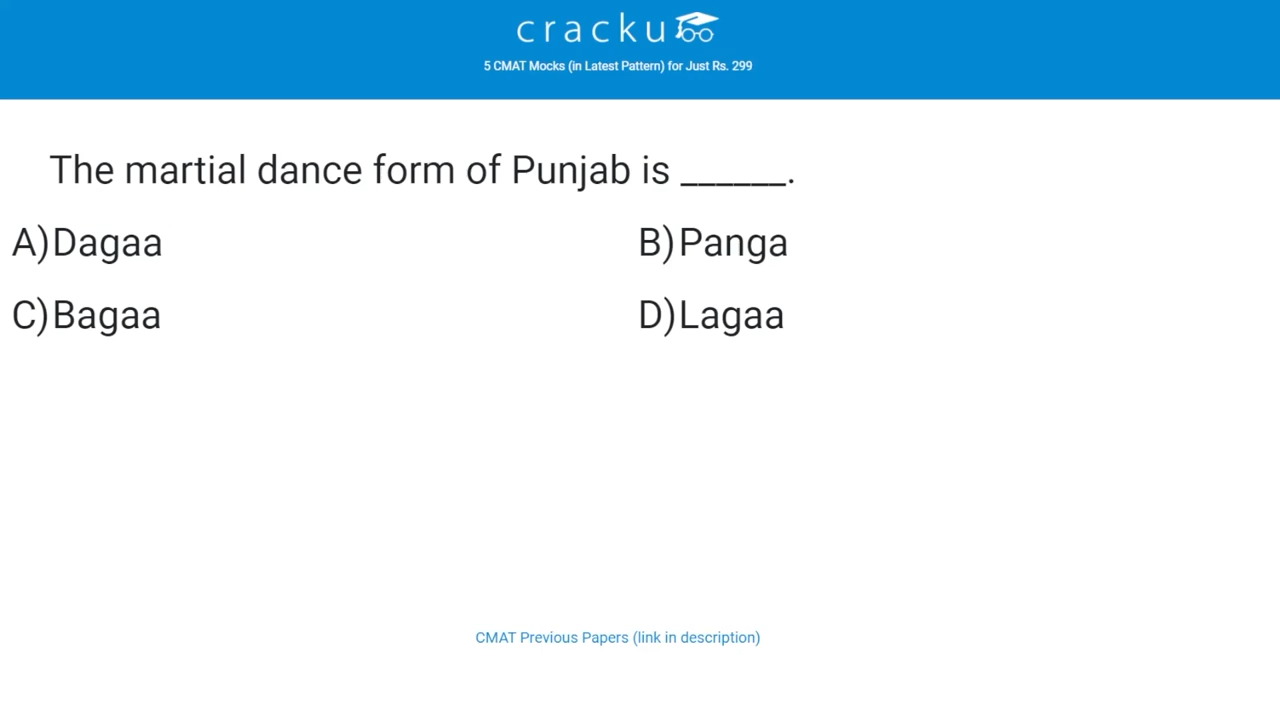 cracku
5 CMAT Mocks (in Latest Pattern) for Just Rs. 299
The martial dance form of Punjab is ______.
A)Dagaa
B)Panga
C)Bagaa
D)Lagaa
CMAT Previous Papers (link in description)